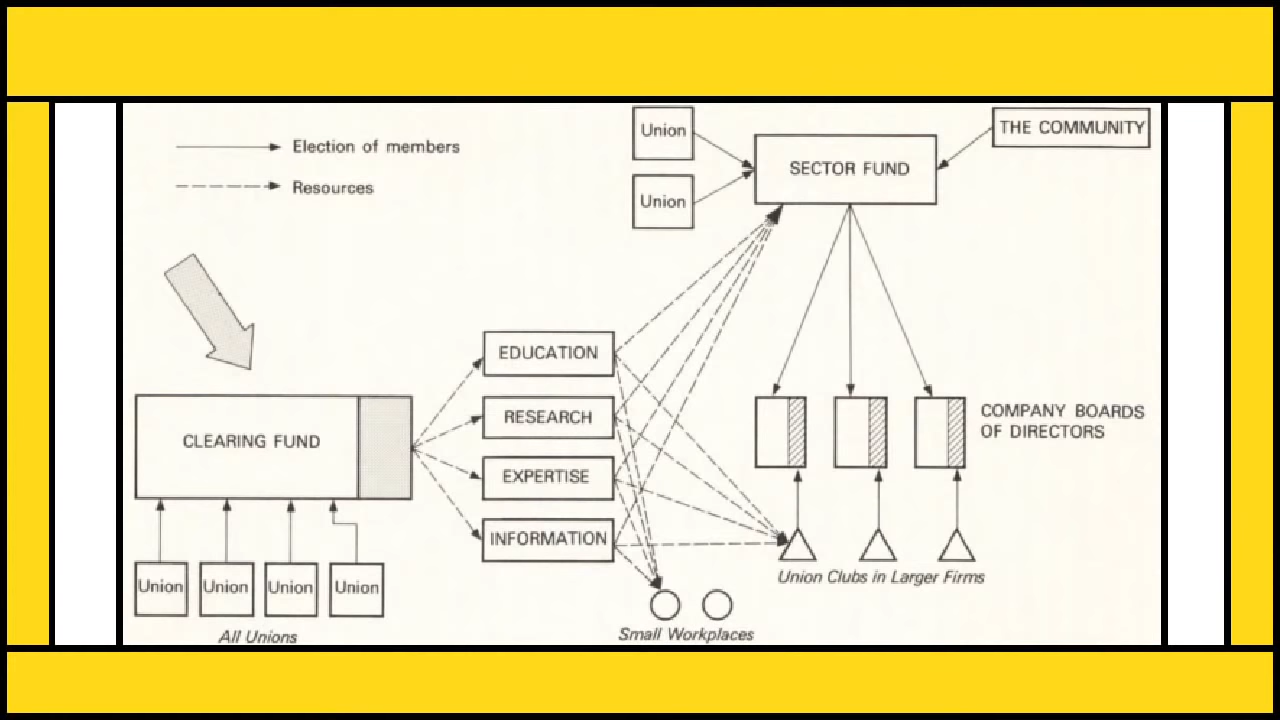 Election of members
Resources
Union
Union
SECTOR FUND
THE COMMUNITY
EDUCATION
RESEARCH
EXPERTISE
INFORMATION
CLEARING FUND
Union
Union
Union
Union
All Unions
COMPANY BOARDS
OF DIRECTORS
Union Clubs in Larger Firms
Small Workplaces